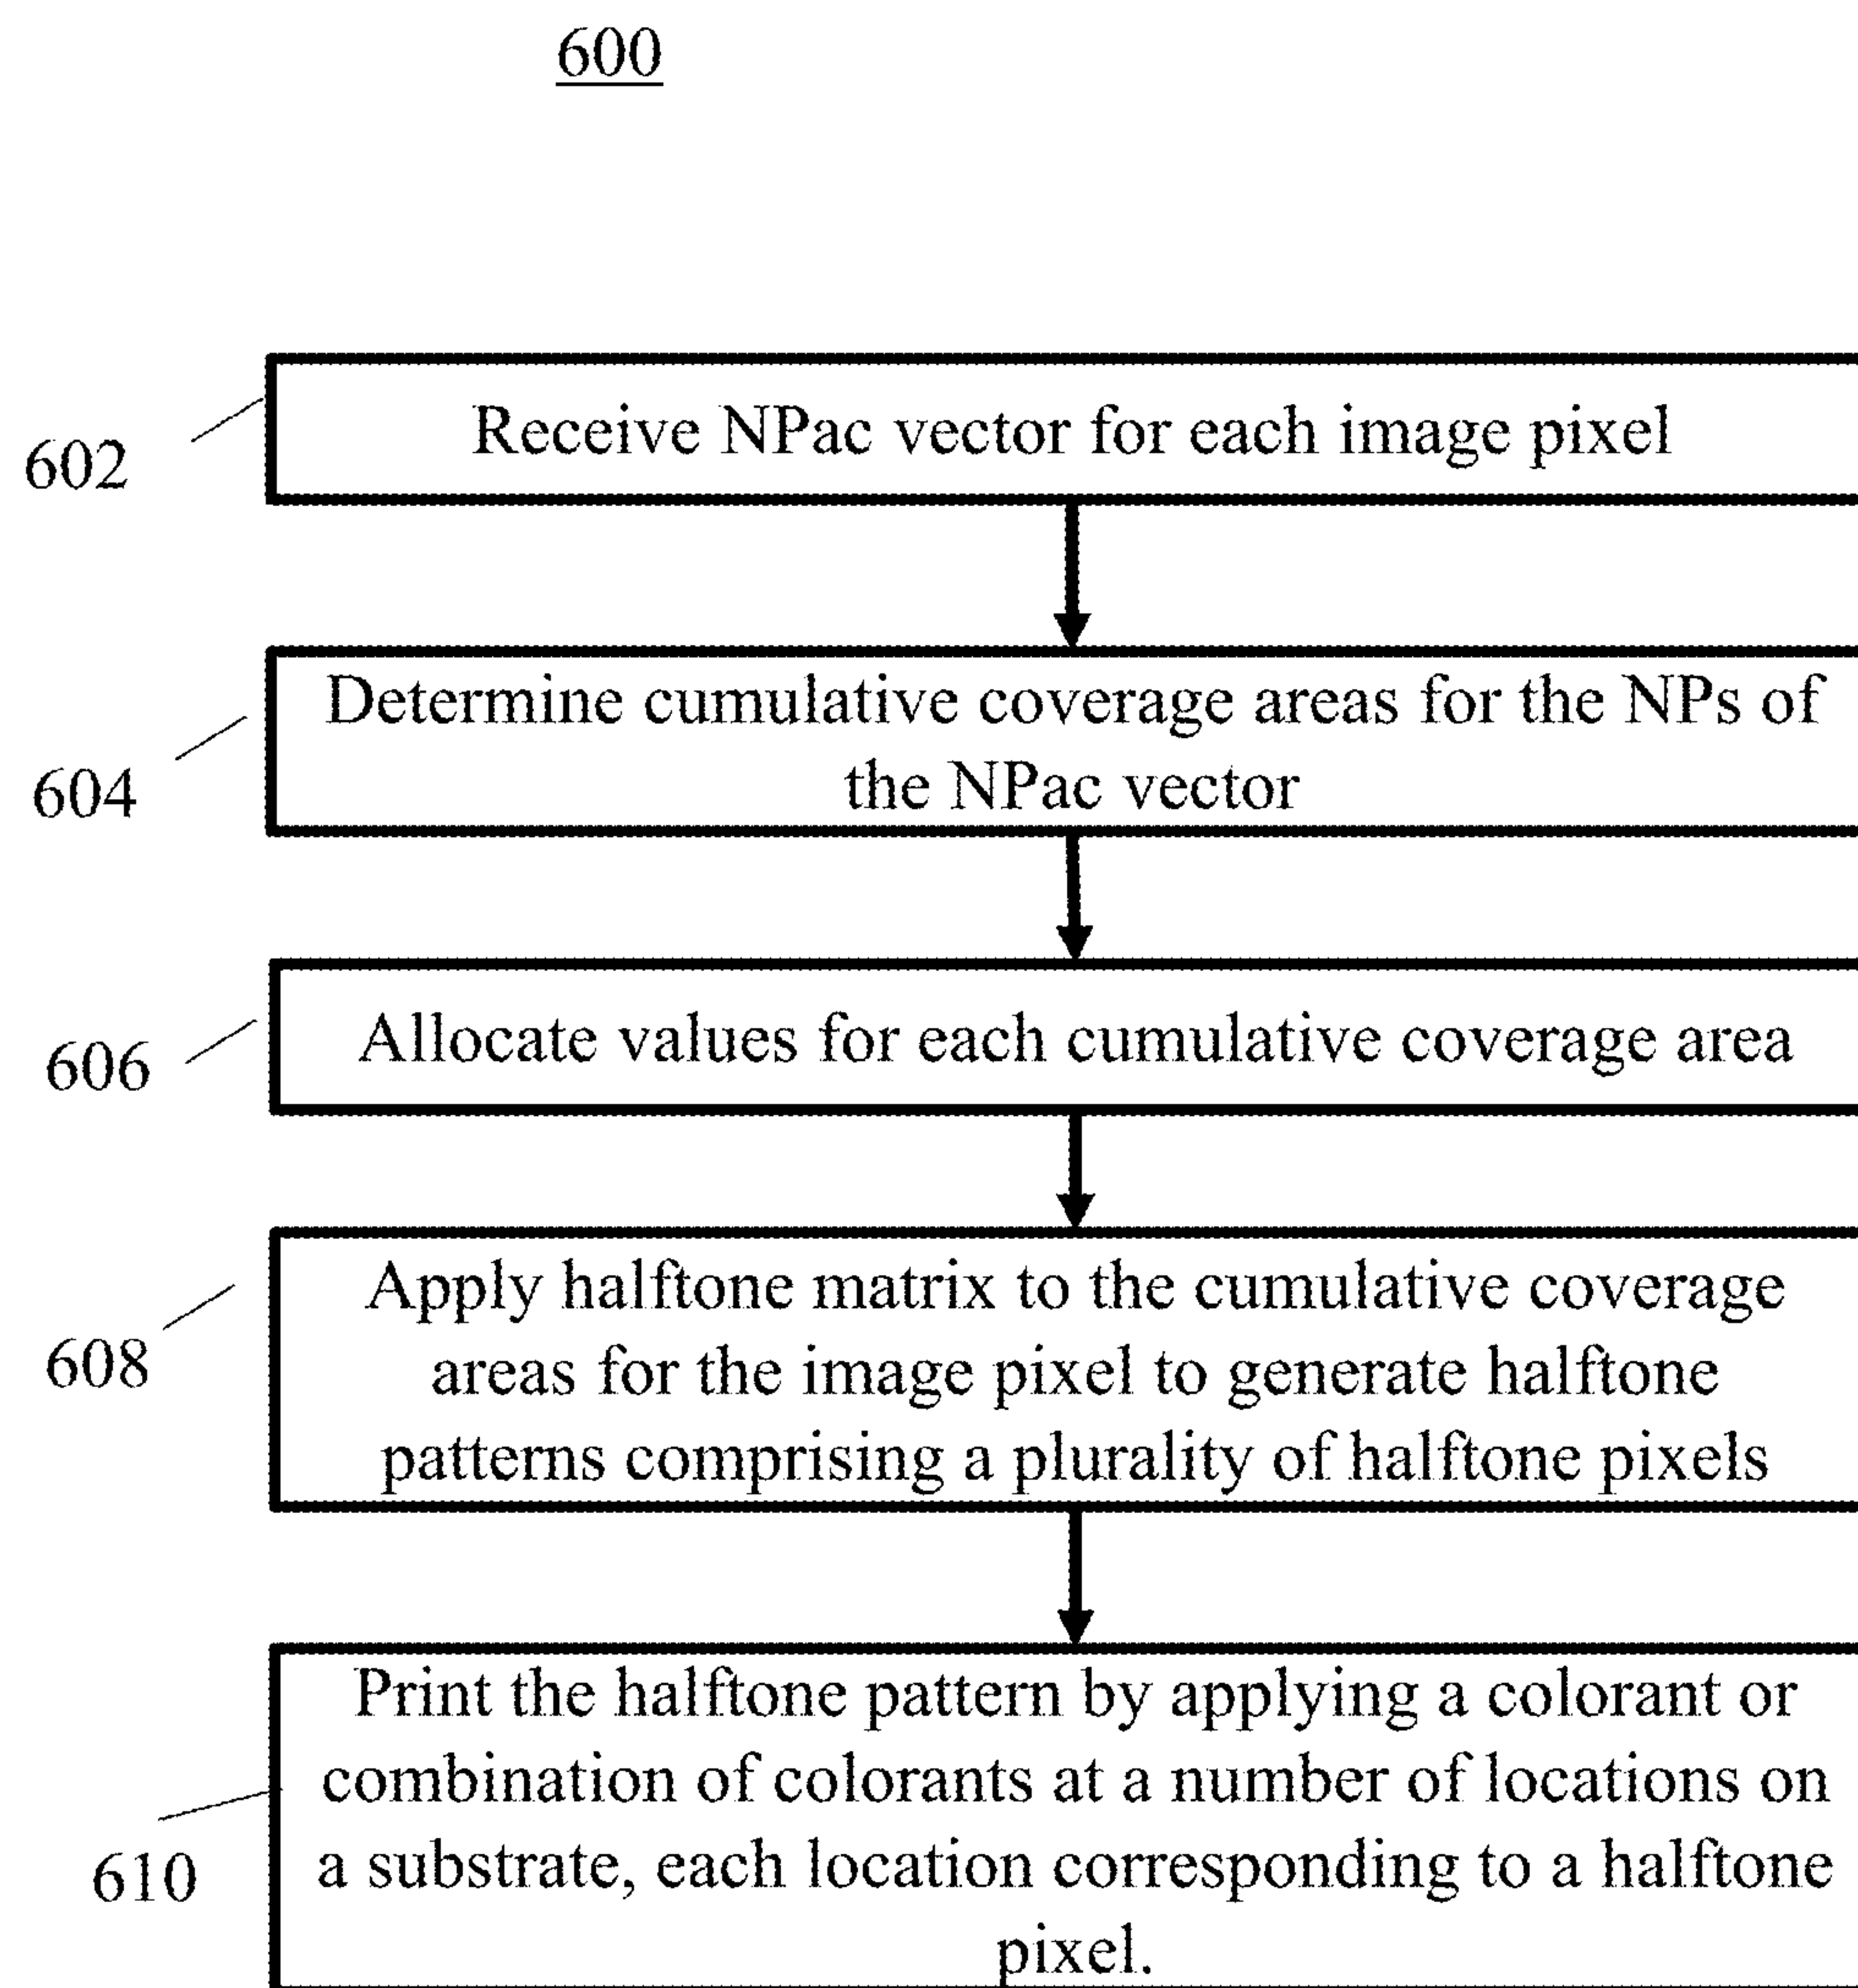 600
602
Receive NPac vector for each image pixel
604
Determine cumulative coverage areas for the NPs of
the NPac vector
606
Allocate values for each cumulative coverage area
608
Apply halftone matrix to the cumulative coverage
areas for the image pixel to generate halftone
patterns comprising a plurality of halftone pixels
610
Print the halftone pattern by applying a colorant or
combination of colorants at a number of locations on
a substrate, each location corresponding to a halftone
pixel.